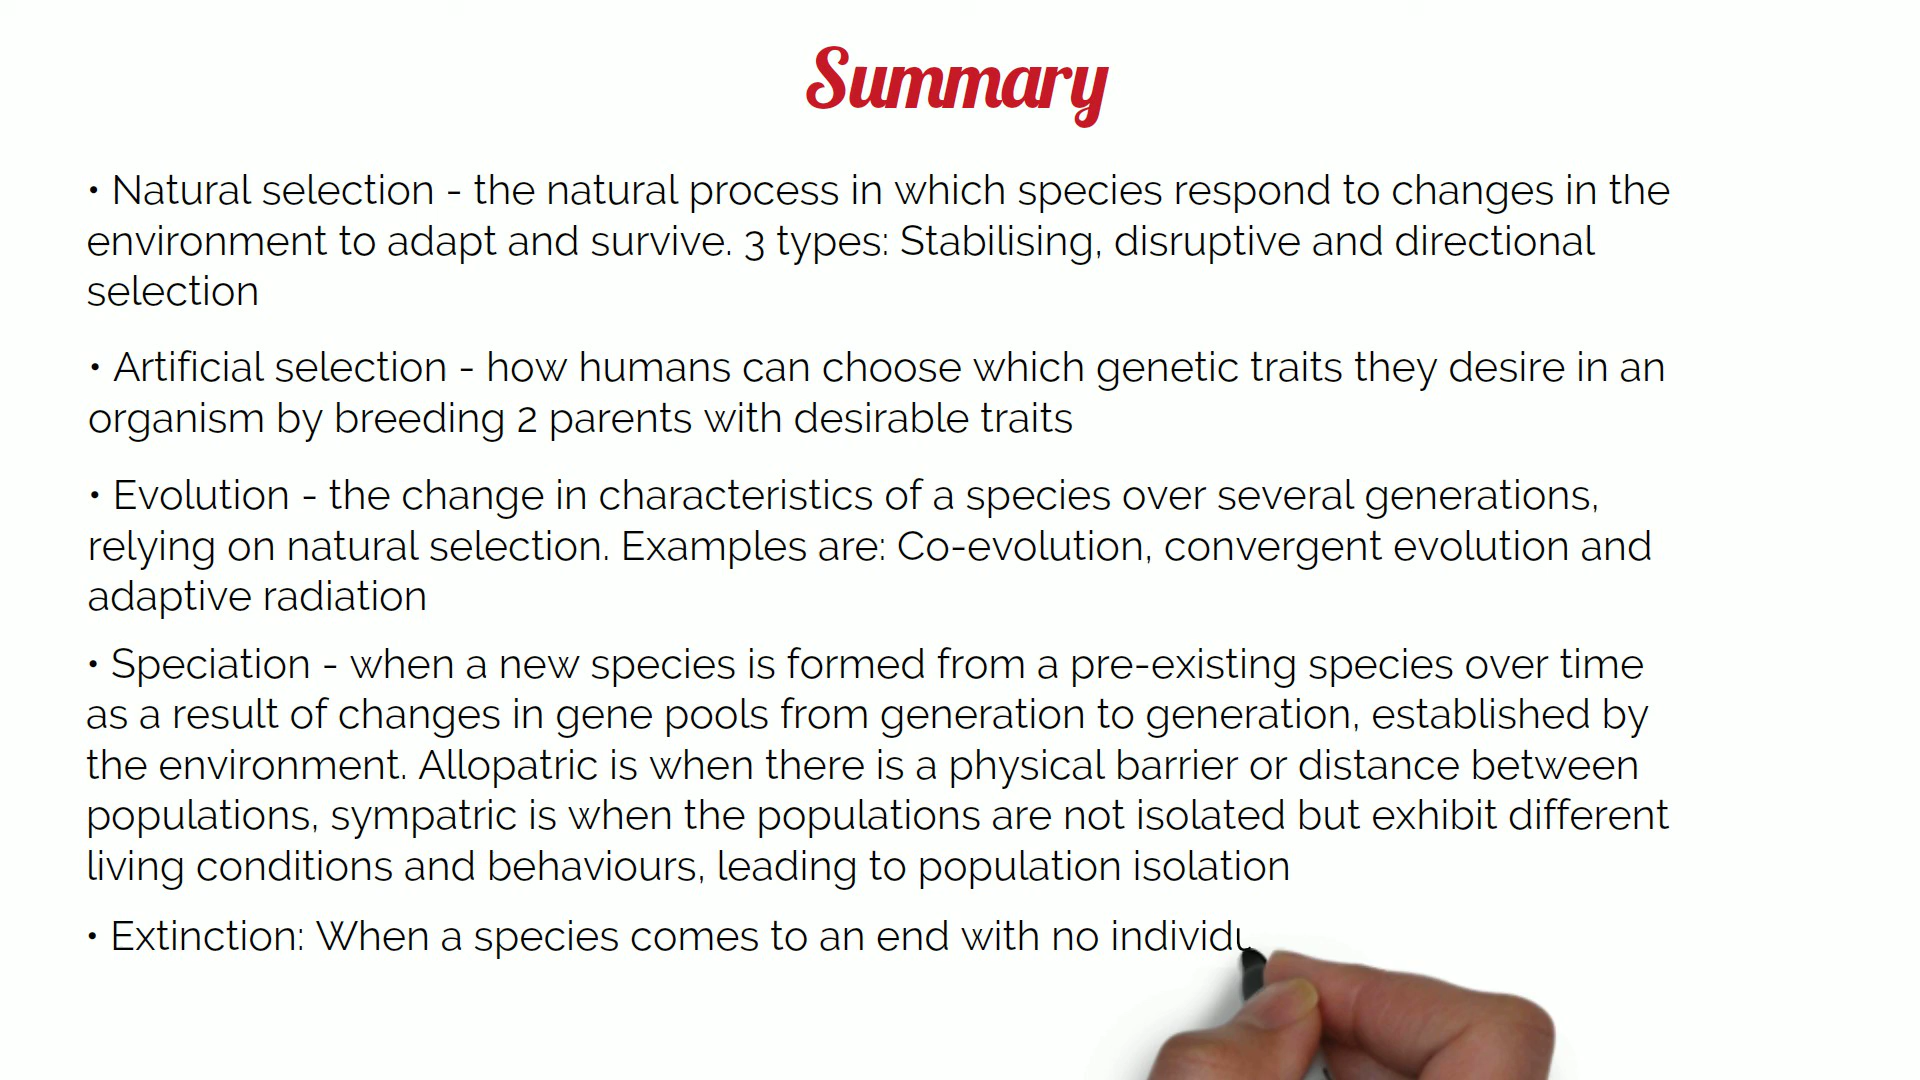 Summary
• Natural selection - the natural process in which species respond to changes in the
environment to adapt and survive. 3 types: Stabilising, disruptive and directional
selection
• Artificial selection - how humans can choose which genetic traits they desire in an
organism by breeding 2 parents with desirable traits
• Evolution - the change in characteristics of a species over several generations,
relying on natural selection. Examples are: Co-evolution, convergent evolution and
adaptive radiation
• Speciation - when a new species is formed from a pre-existing species over time
as a result of changes in gene pools from generation to generation, established by
the environment. Allopatric is when there is a physical barrier or distance between
populations, sympatric is when the populations are not isolated but exhibit different
living conditions and behaviours, leading to population isolation
• Extinction: When a species comes to an end with no individu